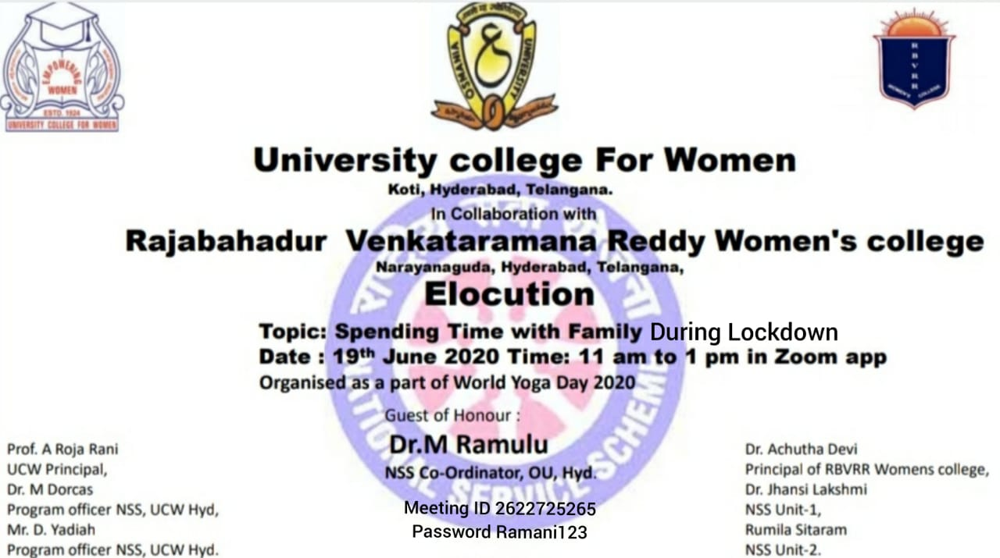 EMPOWERING
WOMEN
ESTD. 1924
UNIVERSITY COLLEGE FOR WOMEN
OSMANIA UNIVERSITY
RBVRR
WOMEN'S COLLEGE
University college For Women
Koti, Hyderabad, Telangana.
In Collaboration with
Rajabahadur Venkataramana Reddy Women's college
Narayanaguda, Hyderabad, Telangana,
Elocution
Topic: Spending Time with Family During Lockdown
Date : 19th June 2020 Time: 11 am to 1 pm in Zoom app
Organised as a part of World Yoga Day 2020
Guest of Honour :
Dr.M Ramulu
NSS Co-Ordinator, OU, Hyd.
Meeting ID 2622725265
Password Ramani123
Prof. A Roja Rani
UCW Principal,
Dr. M Dorcas
Program officer NSS, UCW Hyd,
Mr. D. Yadiah
Program officer NSS, UCW Hyd.
Dr. Achutha Devi
Principal of RBVRR Womens college,
Dr. Jhansi Lakshmi
NSS Unit-1,
Rumila Sitaram
NSS Unit-2.
राष्ट्रीय सेवा योजना
NATIONAL SERVICE SCHEME